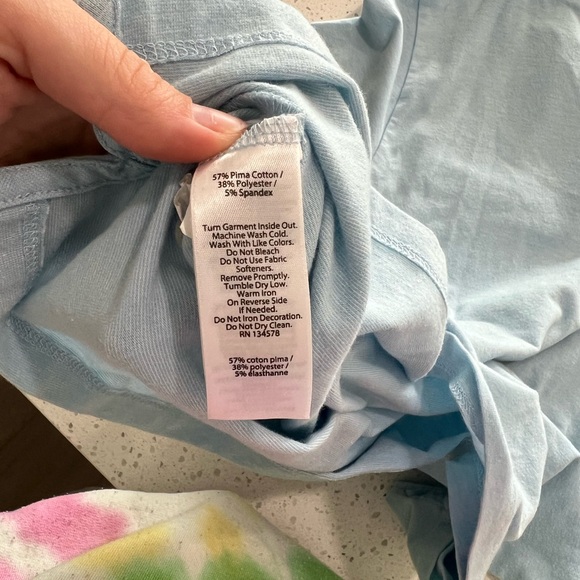 57% Pima Cotton /
38% Polyester /
5% Spandex
Turn Garment Inside Out.
Machine Wash Cold.
Wash With Like Colors.
Do Not Bleach
Do Not Use Fabric
Softeners.
Remove Promptly.
Tumble Dry Low.
Warm Iron
On Reverse Side
If Needed.
Do Not Iron Decoration.
Do Not Dry Clean.
RN 134578
57% coton pima /
38% polyester /
5% élasthanne